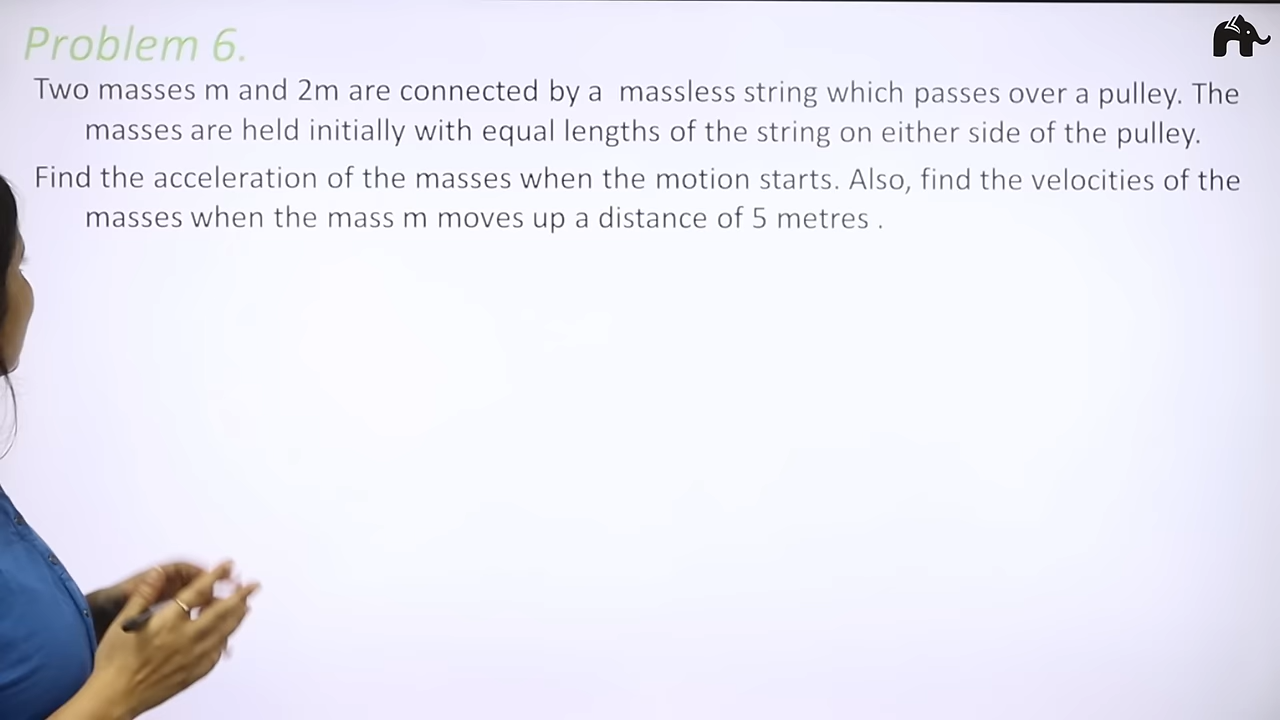 Problem 6.
Two masses m and 2m are connected by a massless string which passes over a pulley. The
masses are held initially with equal lengths of the string on either side of the pulley.
Find the acceleration of the masses when the motion starts. Also, find the velocities of the
masses when the mass m moves up a distance of 5 metres .